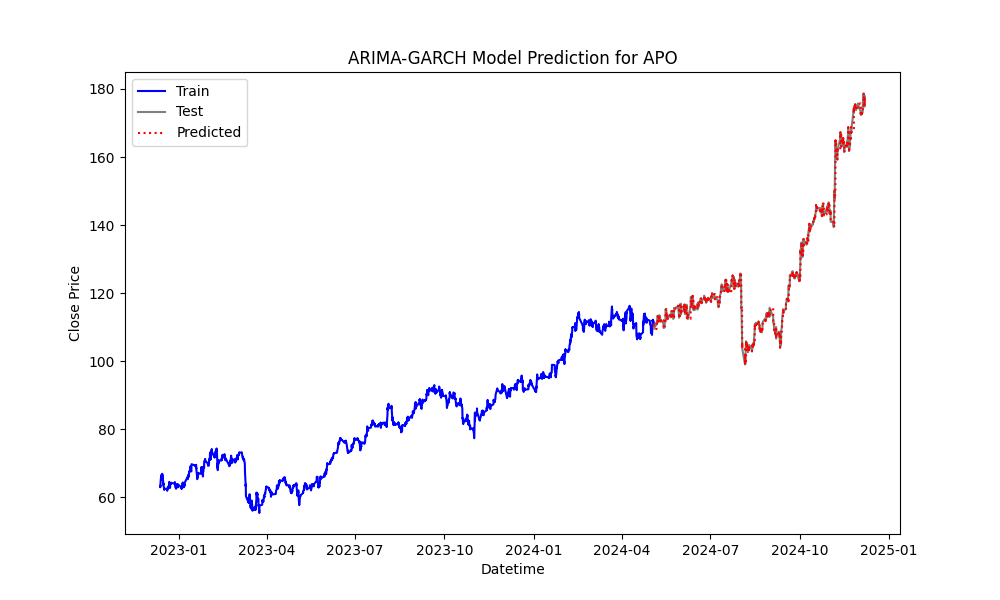 ARIMA-GARCH Model Prediction for APO
Train
Test
Predicted
180
160
140
120
100
80
60
Close Price
2023-01 2023-04 2023-07 2023-10 2024-01 2024-04 2024-07 2024-10 2025-01
Datetime